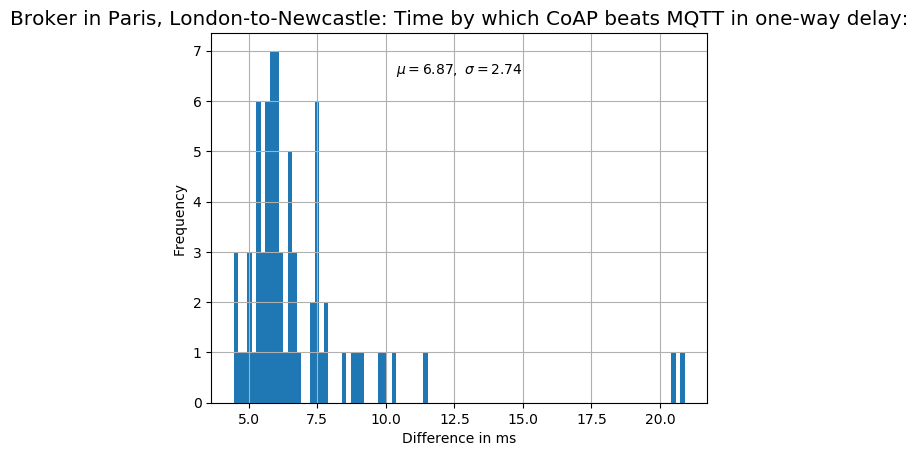 Broker in Paris, London-to-Newcastle: Time by which CoAP beats MQTT in one-way delay:
μ = 6.87, σ = 2.74
Frequency
7
6
5
4
3
2
1
0
5.0 7.5 10.0 12.5 15.0 17.5 20.0
Difference in ms